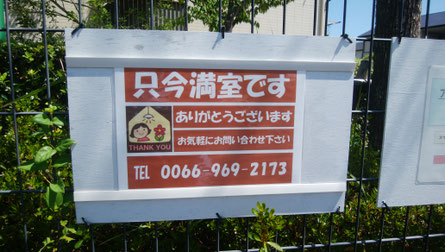 只今満室です
ありがとうございます
THANK YOU
お気軽にお問い合わせ下さい
TEL 0066-969-2173